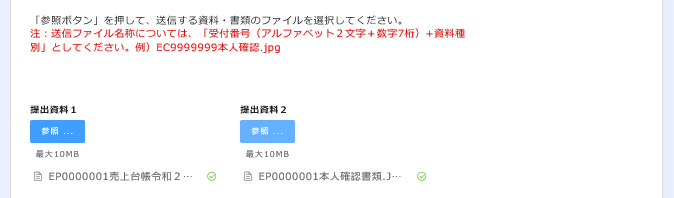 「参照ボタン」を押して、送信する資料・書類のファイルを選択してください。
注：送信ファイル名称については、「受付番号（アルファベット２文字＋数字7桁）+資料種
別」としてください。例）EC9999999本人確認.jpg
提出資料１ 提出資料２
参照 ... 参照 ...
最大10MB 最大10MB
EP0000001売上台帳令和２… EP0000001本人確認書類.J…